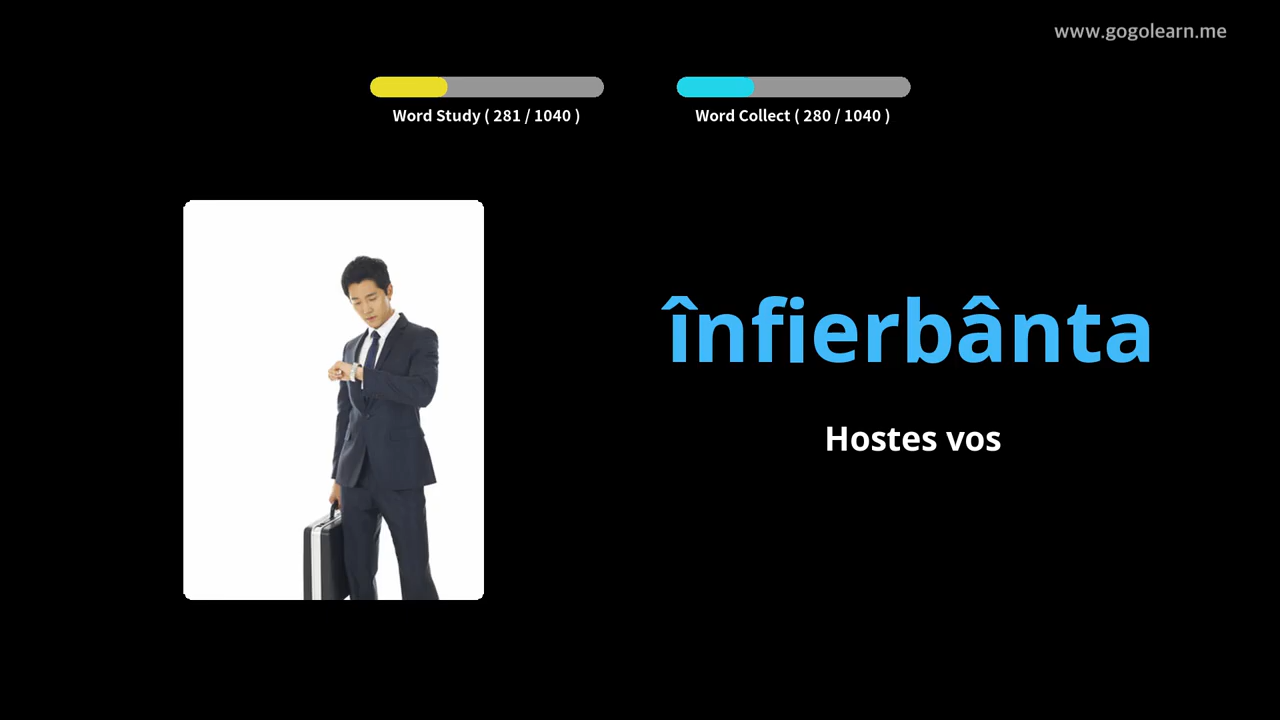 www.gogolearn.me
Word Study ( 281 / 1040 )
Word Collect ( 280 / 1040 )
înfierbânta
Hostes vos